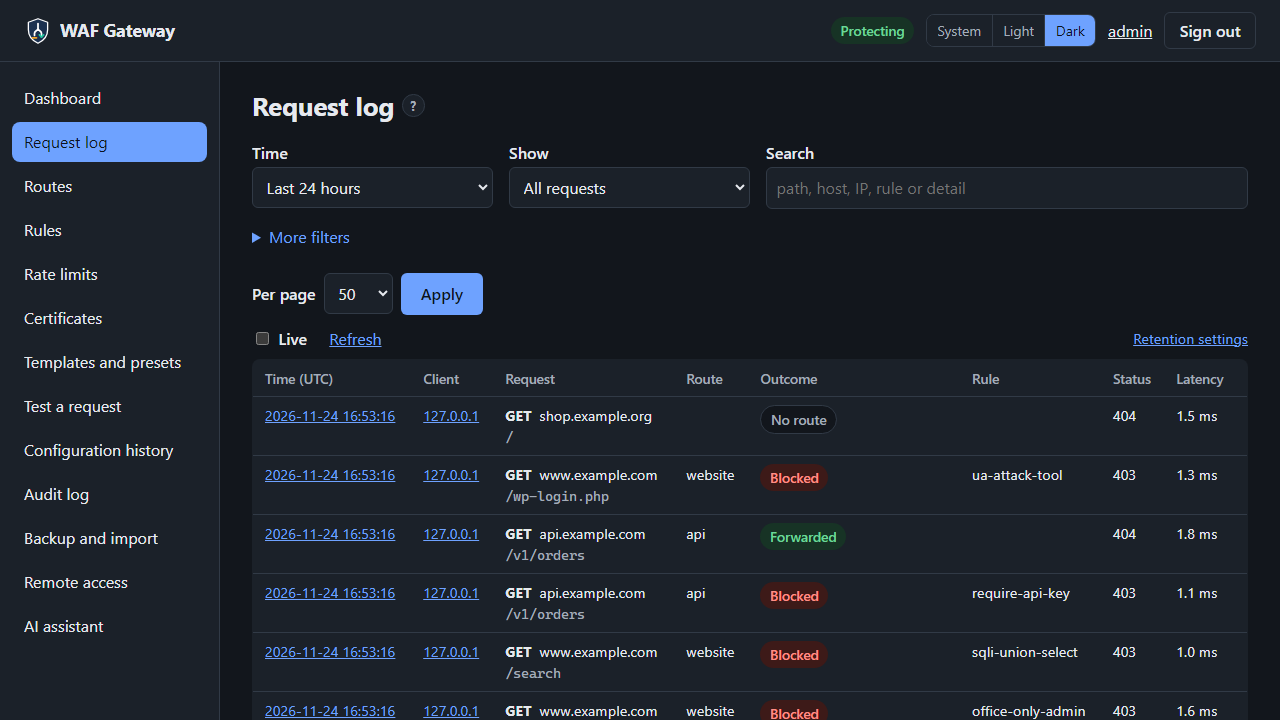 WAF Gateway
Protecting
System Light Dark
admin
Sign out
Dashboard
Request log
Routes
Rules
Rate limits
Certificates
Templates and presets
Test a request
Configuration history
Audit log
Backup and import
Remote access
AI assistant
Request log ?
Time Show Search
Last 24 hours All requests path, host, IP, rule or detail
More filters
Per page 50 Apply
Live Refresh Retention settings
Time (UTC) Client Request Route Outcome Rule Status Latency
2026-11-24 16:53:16 127.0.0.1 GET shop.example.org No route 404 1.5 ms
/
2026-11-24 16:53:16 127.0.0.1 GET www.example.com website Blocked ua-attack-tool 403 1.3 ms
/wp-login.php
2026-11-24 16:53:16 127.0.0.1 GET api.example.com api Forwarded 404 1.8 ms
/v1/orders
2026-11-24 16:53:16 127.0.0.1 GET api.example.com api Blocked require-api-key 403 1.1 ms
/v1/orders
2026-11-24 16:53:16 127.0.0.1 GET www.example.com website Blocked sqli-union-select 403 1.0 ms
/search
2026-11-24 16:53:16 127.0.0.1 GET www.example.com website Blocked office-only-admin 403 1.6 ms